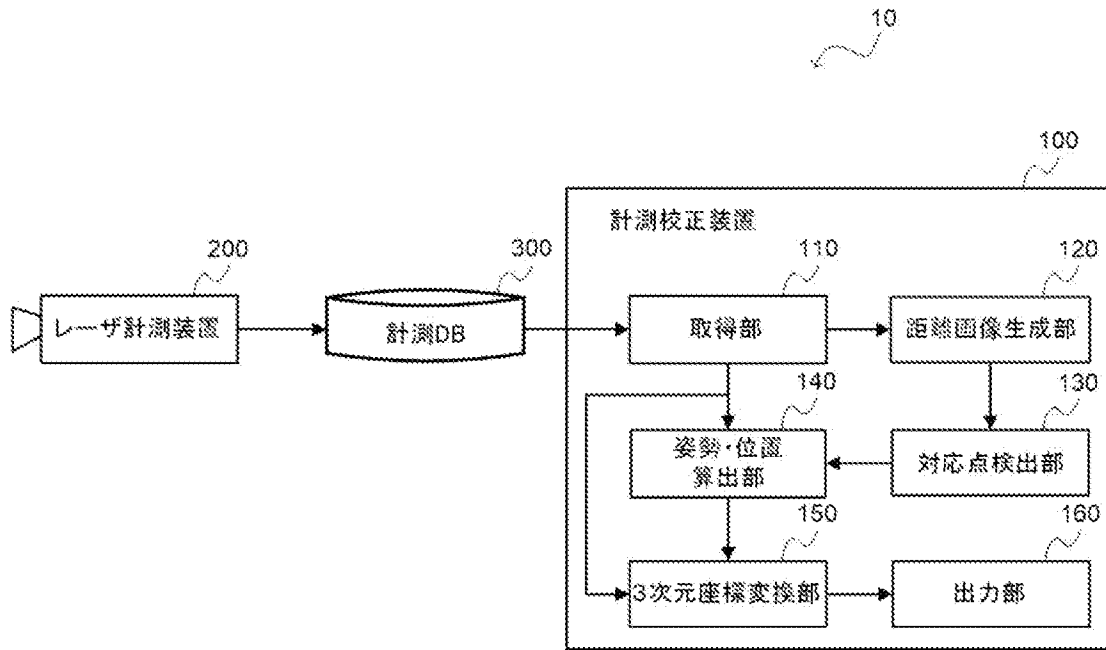 10
100
計測校正装置
200
300
110
120
レーザ計測装置
計測DB
取得部
距離画像生成部
140
130
姿勢・位置
算出部
対応点検出部
150
160
3次元座標変換部
出力部